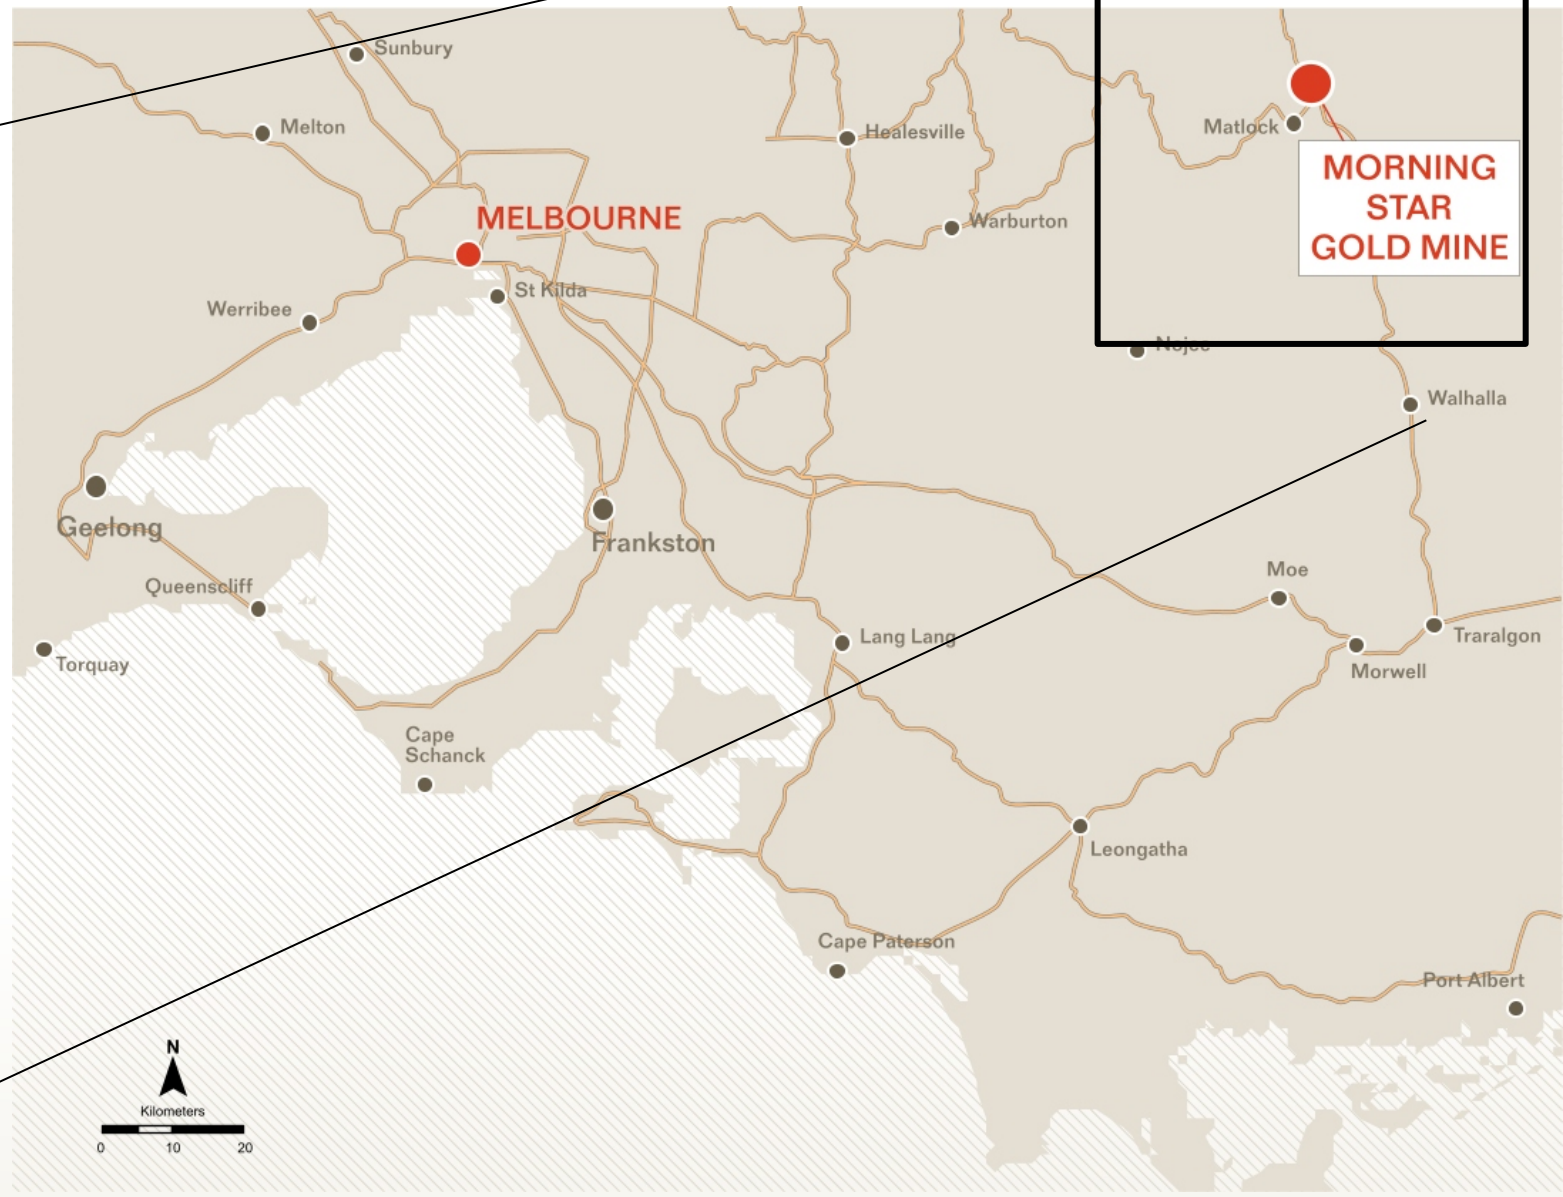 Sunbury
Melton
Healesville
Matlock
MORNING
STAR
GOLD MINE
MELBOURNE
Warburton
St Kilda
Werribee
Nojee
Walhalla
Geelong
Frankston
Queenscliff
Moe
Lang Lang
Traralgon
Torquay
Morwell
Cape
Schanck
Leongatha
Cape Paterson
Port Albert
N
Kilometers
0 10 20